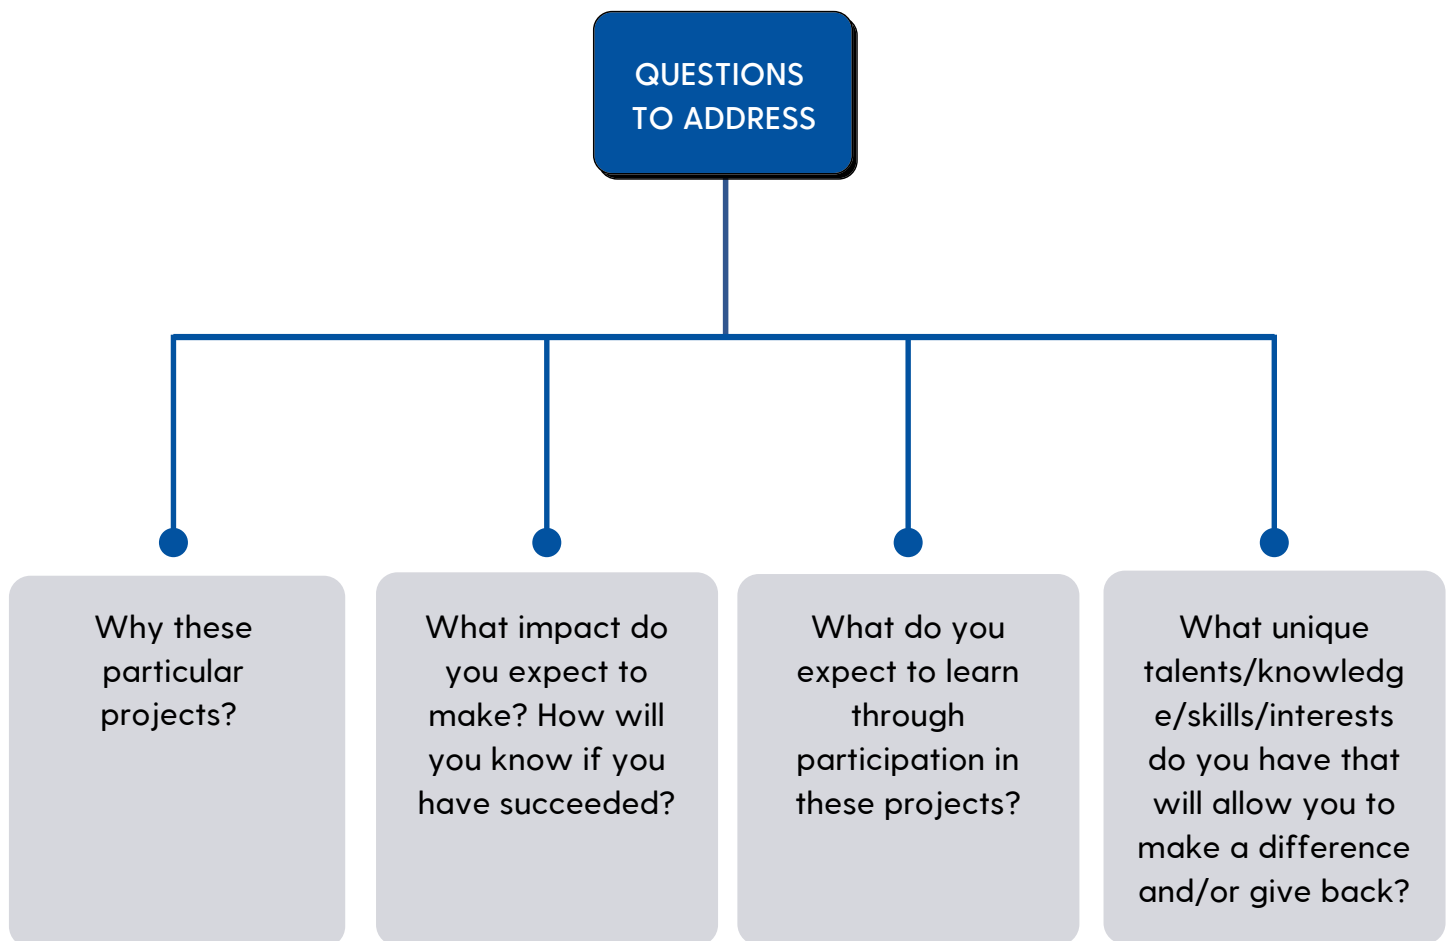 QUESTIONS
TO ADDRESS
Why these
particular
projects?
What impact do
you expect to
make? How will
you know if you
have succeeded?
What do you
expect to learn
through
participation in
these projects?
What unique
talents/knowledg
e/skills/interests
do you have that
will allow you to
make a difference
and/or give back?